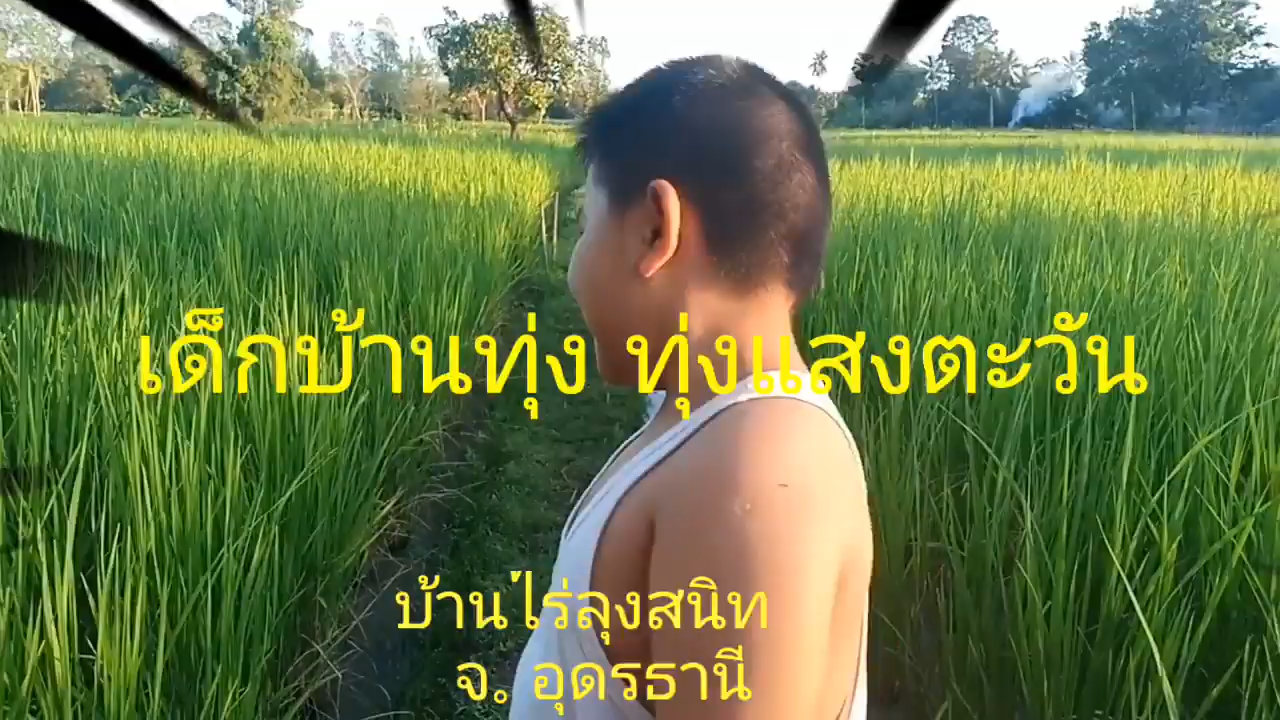 เด็กบ้านทุ่ง ทุ่งแสงตะวัน
บ้านไร่ลุงสนิท
จ. อุดรธานี